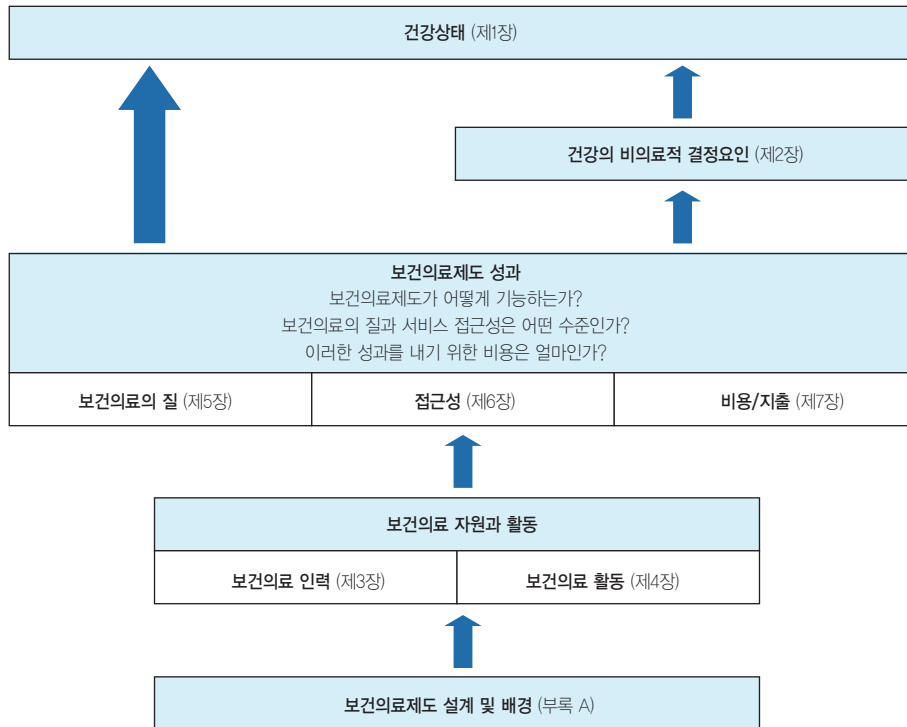 건강상태 (제1장)
건강의 비의료적 결정요인 (제2장)
보건의료제도 성과
보건의료제도가 어떻게 기능하는가?
보건의료의 질과 서비스 접근성은 어떤 수준인가?
이러한 성과를 내기 위한 비용은 얼마인가?
보건의료의 질 (제5장)
접근성 (제6장)
비용/지출 (제7장)
보건의료 자원과 활동
보건의료 인력 (제3장)
보건의료 활동 (제4장)
보건의료제도 설계 및 배경 (부록 A)